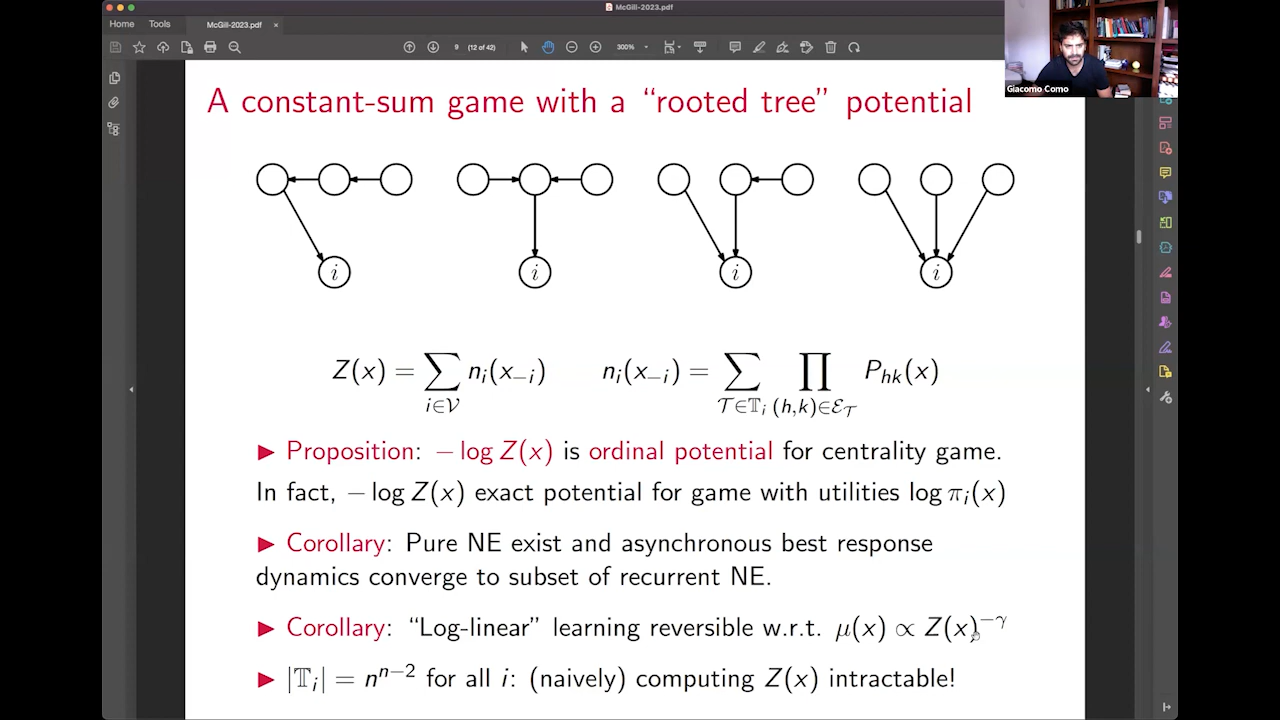 McGill-2023.pdf
Home Tools McGill-2023.pdf ×
9 (12 of 42) 300%
Giacomo Como
A constant-sum game with a “rooted tree” potential
i i i i
Z(x) = ∑_{i∈𝒱} n_i(x_{−i}) n_i(x_{−i}) = ∑_{𝒯∈𝕋_i} ∏_{(h,k)∈ℰ_𝒯} P_{hk}(x)
▶ Proposition: − log Z(x) is ordinal potential for centrality game.
In fact, − log Z(x) exact potential for game with utilities log π_i(x)
▶ Corollary: Pure NE exist and asynchronous best response
dynamics converge to subset of recurrent NE.
▶ Corollary: “Log-linear” learning reversible w.r.t. μ(x) ∝ Z(x)^{−γ}
▶ |𝕋_i| = n^{n−2} for all i: (naively) computing Z(x) intractable!